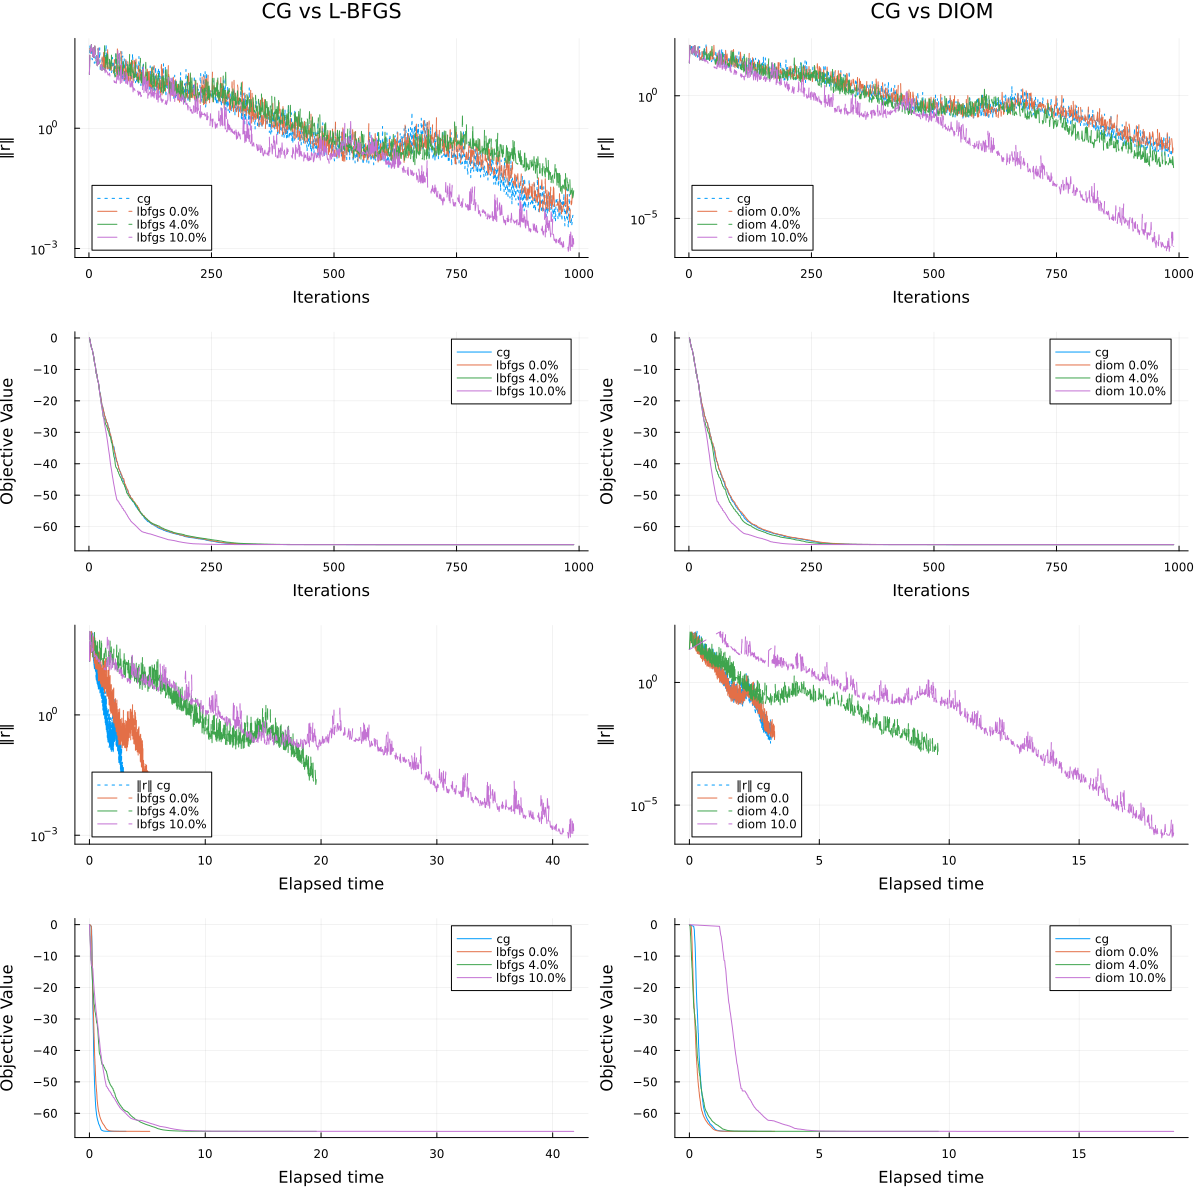 CG vs L-BFGS
‖r‖
10⁰
10⁻³
0 250 500 750 1000
Iterations
cg
lbfgs 0.0%
lbfgs 4.0%
lbfgs 10.0%
CG vs DIOM
‖r‖
10⁰
10⁻⁵
0 250 500 750 1000
Iterations
cg
diom 0.0%
diom 4.0%
diom 10.0%
Objective Value
0
−10
−20
−30
−40
−50
−60
0 250 500 750 1000
Iterations
cg
lbfgs 0.0%
lbfgs 4.0%
lbfgs 10.0%
Objective Value
0
−10
−20
−30
−40
−50
−60
0 250 500 750 1000
Iterations
cg
diom 0.0%
diom 4.0%
diom 10.0%
‖r‖
10⁰
10⁻³
0 10 20 30 40
Elapsed time
‖r‖ cg
lbfgs 0.0%
lbfgs 4.0%
lbfgs 10.0%
‖r‖
10⁰
10⁻⁵
0 5 10 15
Elapsed time
‖r‖ cg
diom 0.0
diom 4.0
diom 10.0
Objective Value
0
−10
−20
−30
−40
−50
−60
0 10 20 30 40
Elapsed time
cg
lbfgs 0.0%
lbfgs 4.0%
lbfgs 10.0%
Objective Value
0
−10
−20
−30
−40
−50
−60
0 5 10 15
Elapsed time
cg
diom 0.0%
diom 4.0%
diom 10.0%